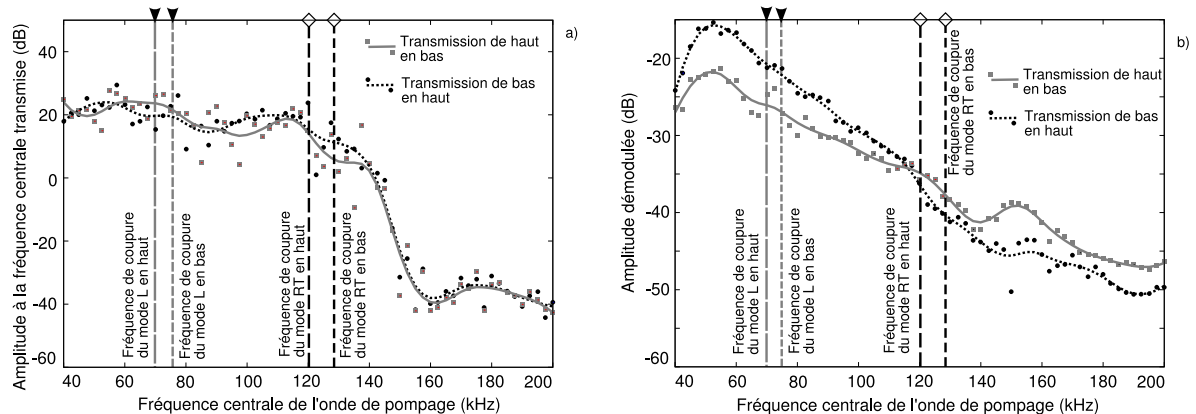 a)
Amplitude à la fréquence centrale transmise (dB)
40
20
0
-20
-40
-60
Transmission de haut
en bas
Transmission de bas
en haut
Fréquence de coupure
du mode L en haut
Fréquence de coupure
du mode L en bas
Fréquence de coupure
du mode RT en haut
Fréquence de coupure
du mode RT en bas
40 60 80 100 120 140 160 180 200
Fréquence centrale de l'onde de pompage (kHz)
b)
Amplitude démodulée (dB)
-25
-20
-30
-40
-50
-60
Transmission de haut
en bas
Transmission de bas
en haut
Fréquence de coupure
du mode L en haut
Fréquence de coupure
du mode L en bas
Fréquence de coupure
du mode RT en haut
Fréquence de coupure
du mode RT en bas
40 60 80 100 120 140 160 180 200
Fréquence centrale de l'onde de pompage (kHz)